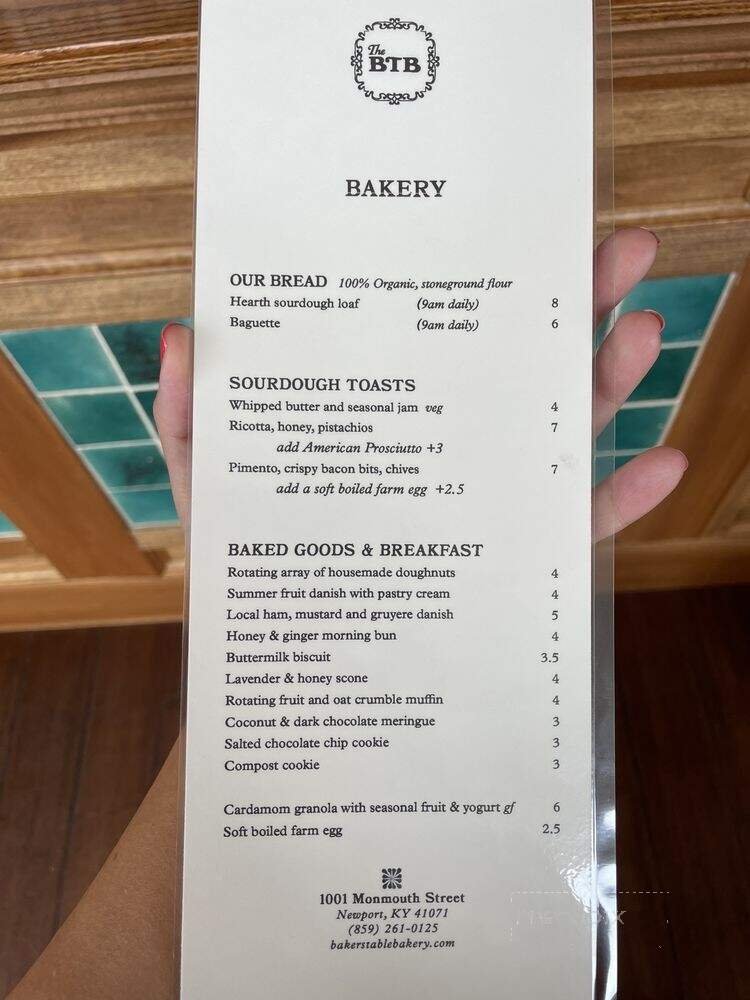 The
BTB
BAKERY
OUR BREAD 100% Organic, stoneground flour
Hearth sourdough loaf (9am daily) 8
Baguette (9am daily) 6
SOURDOUGH TOASTS
Whipped butter and seasonal jam veg 4
Ricotta, honey, pistachios 7
add American Prosciutto +3
Pimento, crispy bacon bits, chives 7
add a soft boiled farm egg +2.5
BAKED GOODS & BREAKFAST
Rotating array of housemade doughnuts 4
Summer fruit danish with pastry cream 4
Local ham, mustard and gruyere danish 5
Honey & ginger morning bun 4
Buttermilk biscuit 3.5
Lavender & honey scone 4
Rotating fruit and oat crumble muffin 4
Coconut & dark chocolate meringue 3
Salted chocolate chip cookie 3
Compost cookie 3
Cardamom granola with seasonal fruit & yogurt gf 6
Soft boiled farm egg 2.5
1001 Monmouth Street
Newport, KY 41071
(859) 261-0125
bakerstablebakery.com